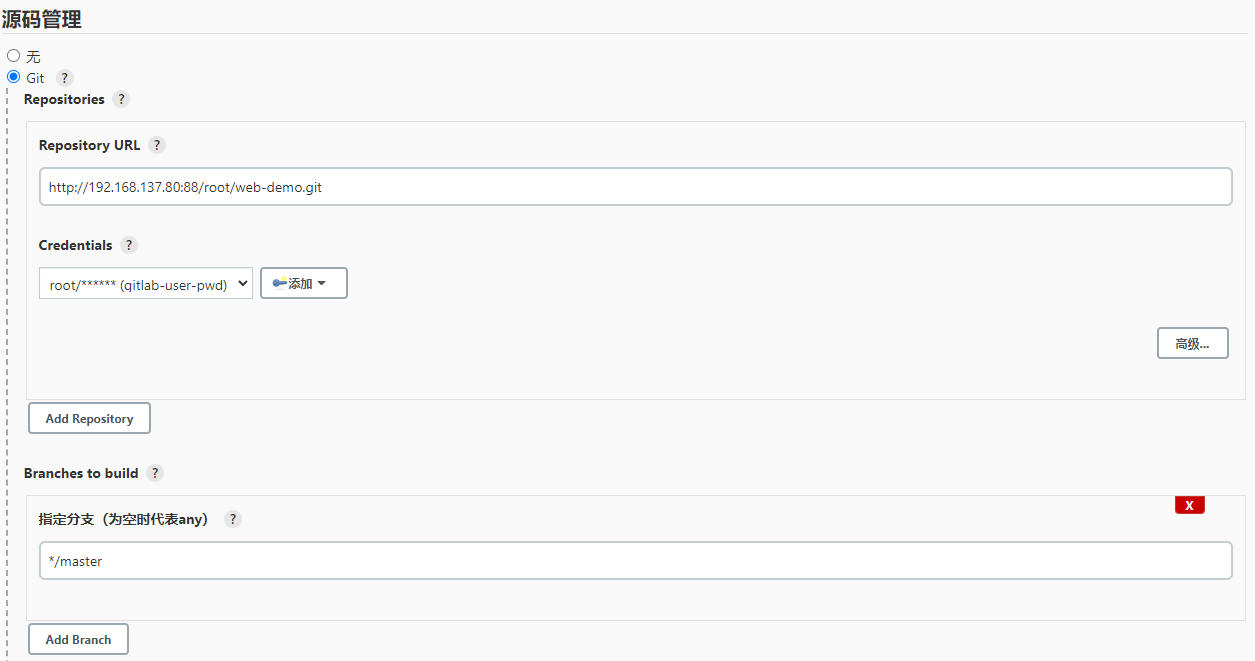 源码管理
无
Git ?
Repositories ?
Repository URL ?
http://192.168.137.80:88/root/web-demo.git
Credentials ?
root/****** (gitlab-user-pwd) 添加
高级...
Add Repository
Branches to build ?
X
指定分支（为空时代表any） ?
*/master
Add Branch